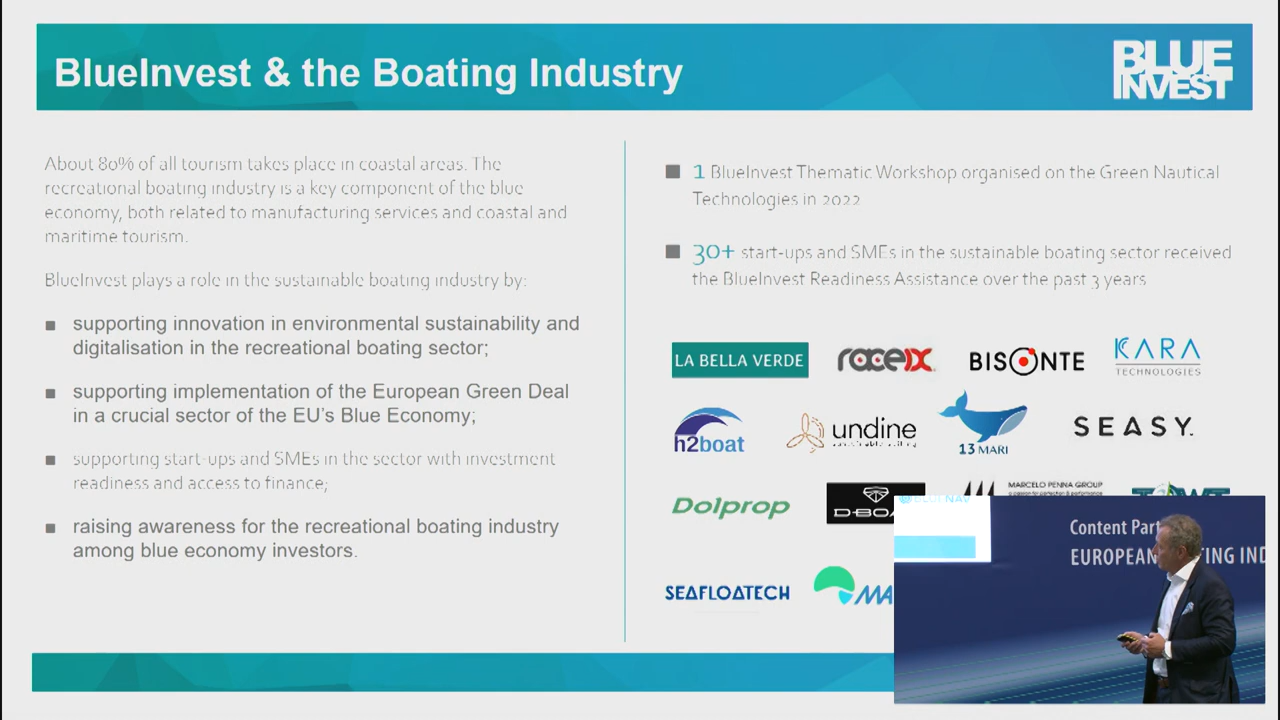 BlueInvest & the Boating Industry
BLUE
INVEST
About 80% of all tourism takes place in coastal areas. The
recreational boating industry is a key component of the blue
economy, both related to manufacturing services and coastal and
maritime tourism.
BlueInvest plays a role in the sustainable boating industry by:
supporting innovation in environmental sustainability and
digitalisation in the recreational boating sector;
supporting implementation of the European Green Deal
in a crucial sector of the EU's Blue Economy;
supporting start-ups and SMEs in the sector with investment
readiness and access to finance;
raising awareness for the recreational boating industry
among blue economy investors.
1 BlueInvest Thematic Workshop organised on the Green Nautical
Technologies in 2022
30+ start-ups and SMEs in the sustainable boating sector received
the BlueInvest Readiness Assistance over the past 3 years
LA BELLA VERDE
BISONTE
KARA
TECHNOLOGIES
h2boat
undine
13 MARI
SEASY.
Dolprop
MARCELO PENNA GROUP
SEAFLOATECH
Content
EUROPEAN